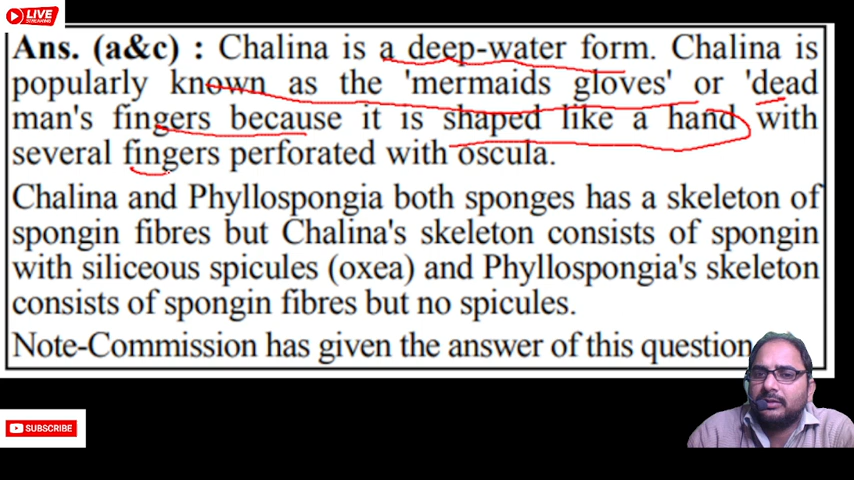 LIVE
STREAMING
Ans. (a&c) : Chalina is a deep-water form. Chalina is
popularly known as the 'mermaids gloves' or 'dead
man's fingers because it is shaped like a hand with
several fingers perforated with oscula.
Chalina and Phyllospongia both sponges has a skeleton of
spongin fibres but Chalina's skeleton consists of spongin
with siliceous spicules (oxea) and Phyllospongia's skeleton
consists of spongin fibres but no spicules.
Note-Commission has given the answer of this question
SUBSCRIBE